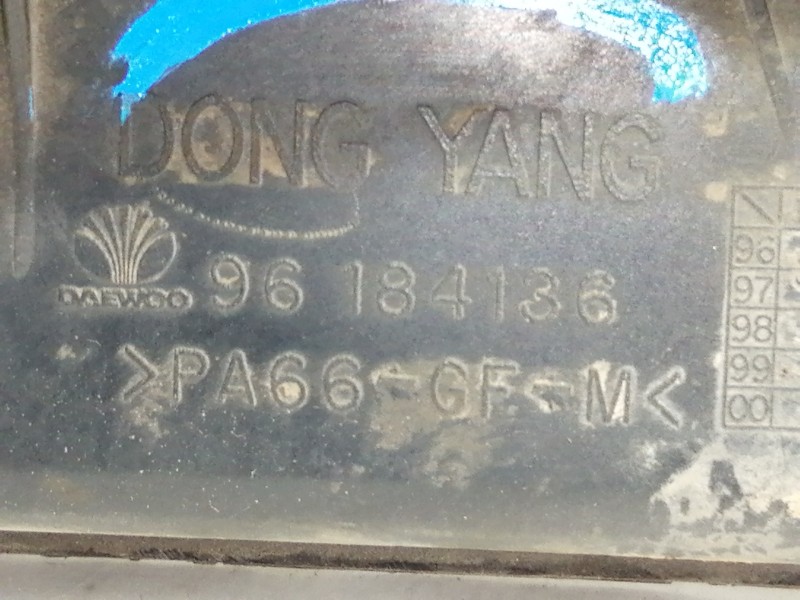 DONG YANG
DAEWOO 96 184136
>PA66-GF-M<
96
97
98
99
00